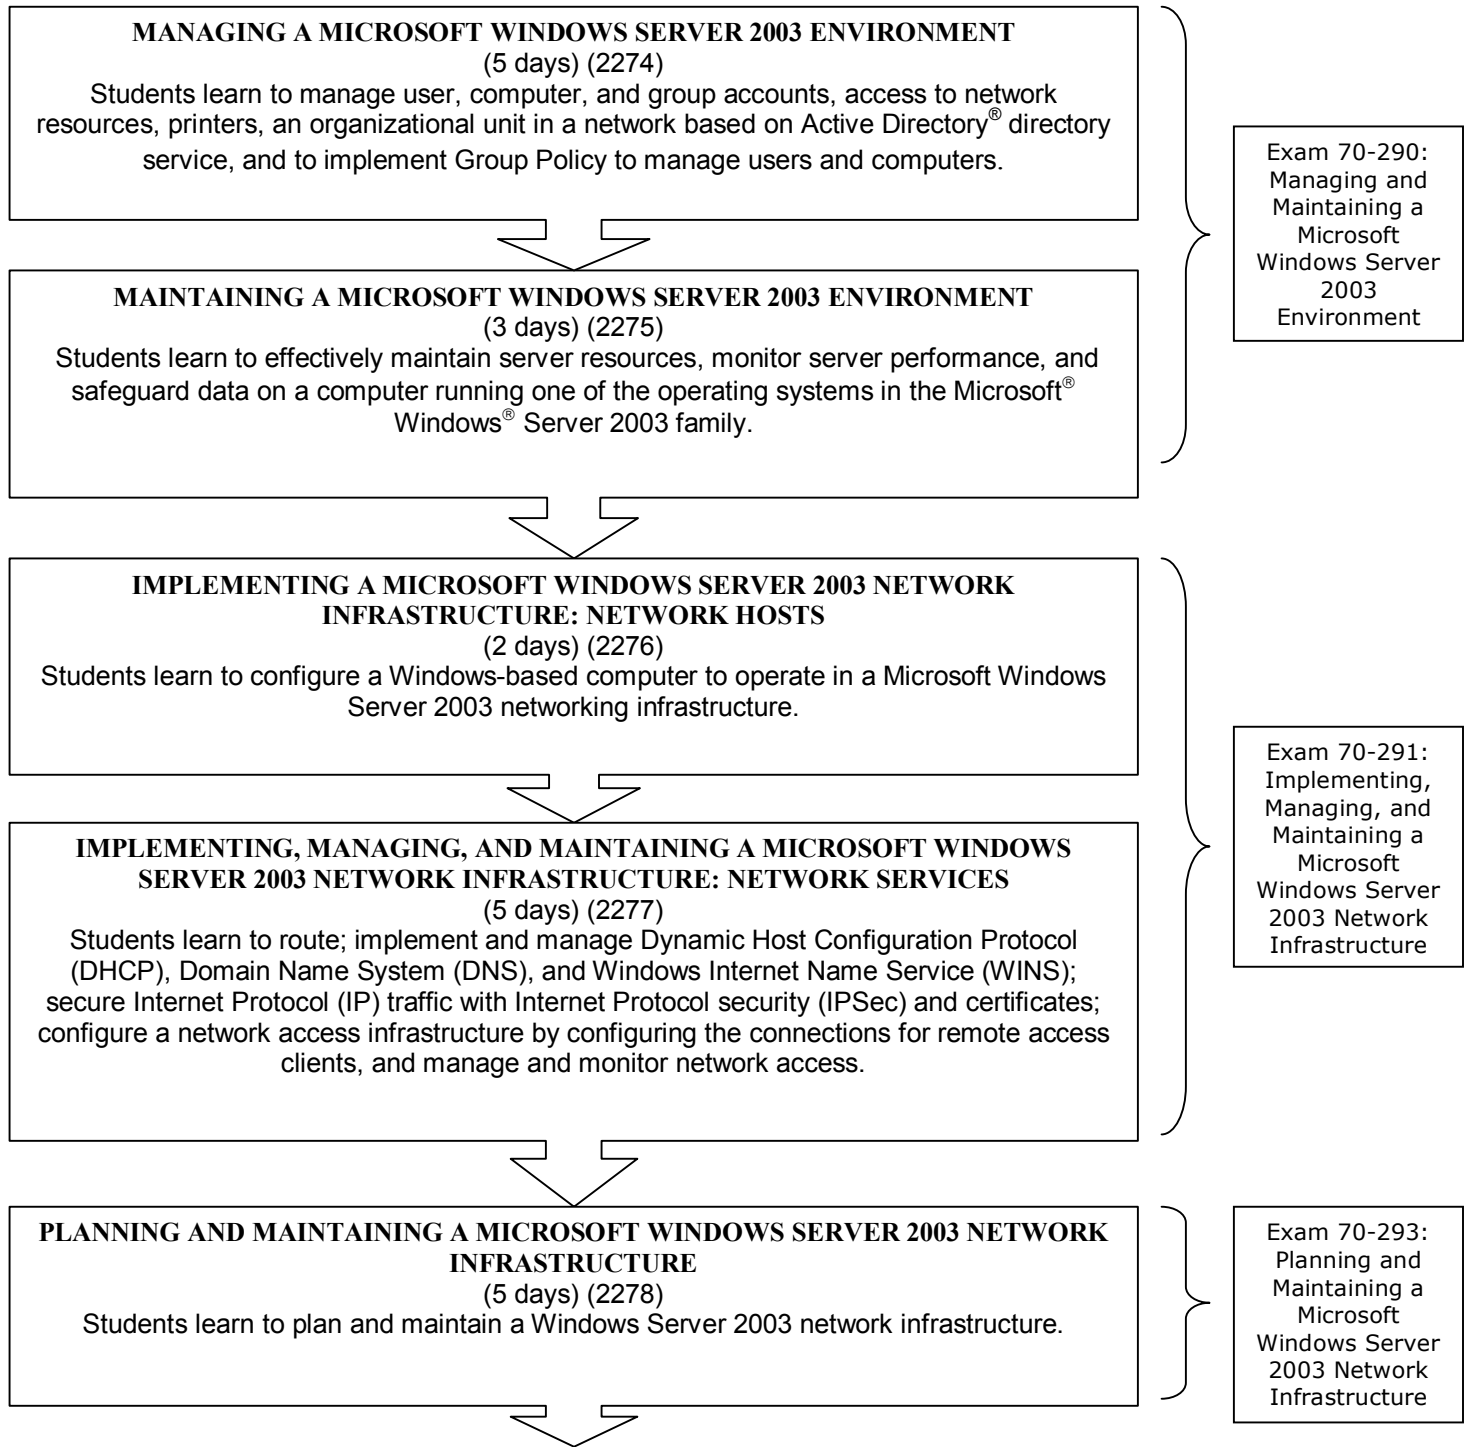 MANAGING A MICROSOFT WINDOWS SERVER 2003 ENVIRONMENT
(5 days) (2274)
Students learn to manage user, computer, and group accounts, access to network
resources, printers, an organizational unit in a network based on Active Directory® directory
service, and to implement Group Policy to manage users and computers.
Exam 70-290:
Managing and
Maintaining a
Microsoft
Windows Server
2003
Environment
MAINTAINING A MICROSOFT WINDOWS SERVER 2003 ENVIRONMENT
(3 days) (2275)
Students learn to effectively maintain server resources, monitor server performance, and
safeguard data on a computer running one of the operating systems in the Microsoft®
Windows® Server 2003 family.
IMPLEMENTING A MICROSOFT WINDOWS SERVER 2003 NETWORK
INFRASTRUCTURE: NETWORK HOSTS
(2 days) (2276)
Students learn to configure a Windows-based computer to operate in a Microsoft Windows
Server 2003 networking infrastructure.
Exam 70-291:
Implementing,
Managing, and
Maintaining a
Microsoft
Windows Server
2003 Network
Infrastructure
IMPLEMENTING, MANAGING, AND MAINTAINING A MICROSOFT WINDOWS
SERVER 2003 NETWORK INFRASTRUCTURE: NETWORK SERVICES
(5 days) (2277)
Students learn to route; implement and manage Dynamic Host Configuration Protocol
(DHCP), Domain Name System (DNS), and Windows Internet Name Service (WINS);
secure Internet Protocol (IP) traffic with Internet Protocol security (IPSec) and certificates;
configure a network access infrastructure by configuring the connections for remote access
clients, and manage and monitor network access.
PLANNING AND MAINTAINING A MICROSOFT WINDOWS SERVER 2003 NETWORK
INFRASTRUCTURE
(5 days) (2278)
Students learn to plan and maintain a Windows Server 2003 network infrastructure.
Exam 70-293:
Planning and
Maintaining a
Microsoft
Windows Server
2003 Network
Infrastructure